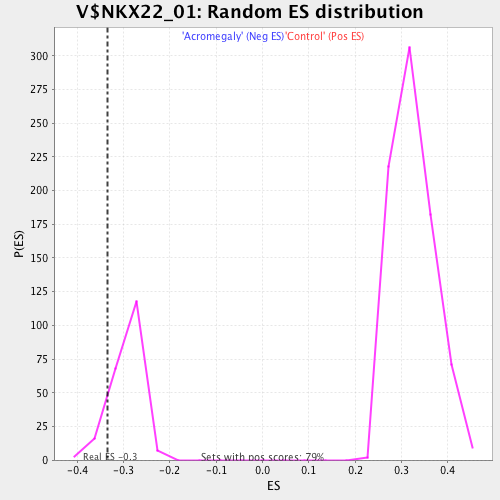 V$NKX22_01: Random ES distribution
'Acromegaly' (Neg ES)'Control' (Pos ES)
300
275
250
225
200
175
150
125
100
75
50
25
0
P(ES)
Real ES −0.3
Sets with pos scores: 79%
−0.4 −0.3 −0.2 −0.1 0.0 0.1 0.2 0.3 0.4
ES